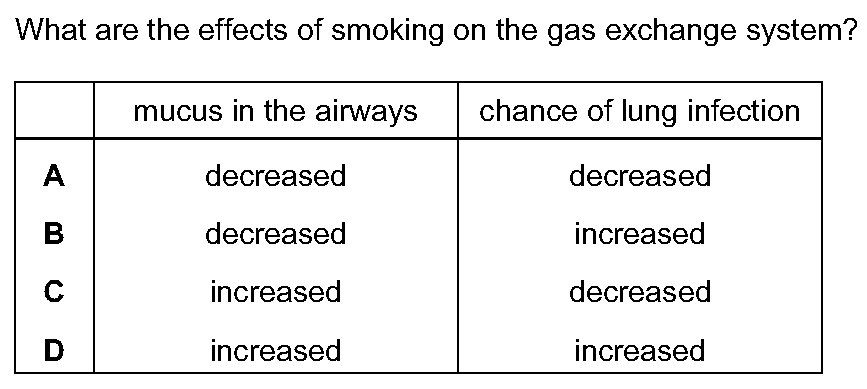 What are the effects of smoking on the gas exchange system?
mucus in the airways chance of lung infection
A decreased decreased
B decreased increased
C increased decreased
D increased increased